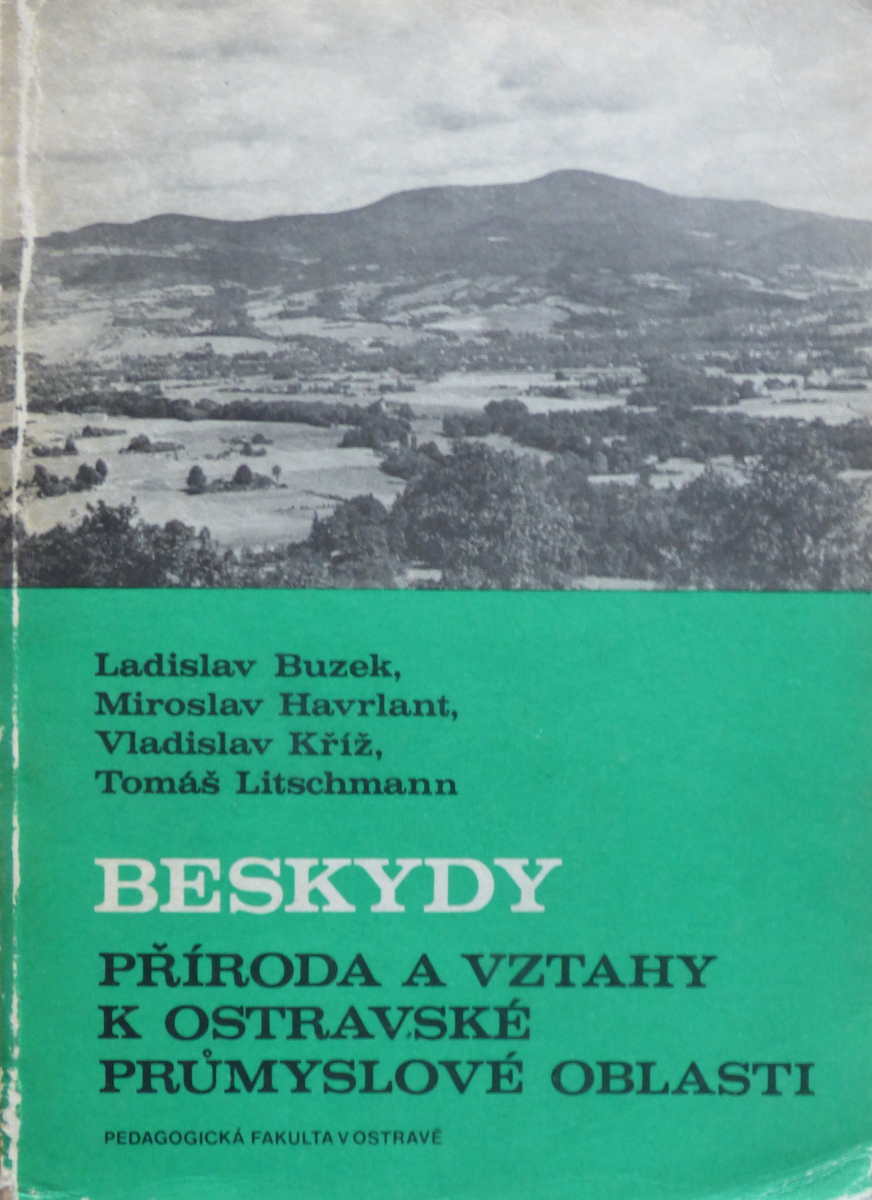 Ladislav Buzek,
Miroslav Havrlant,
Vladislav Kříž,
Tomáš Litschmann
BESKYDY
PŘÍRODA A VZTAHY
K OSTRAVSKÉ
PRŮMYSLOVÉ OBLASTI
PEDAGOGICKÁ FAKULTA V OSTRAVĚ